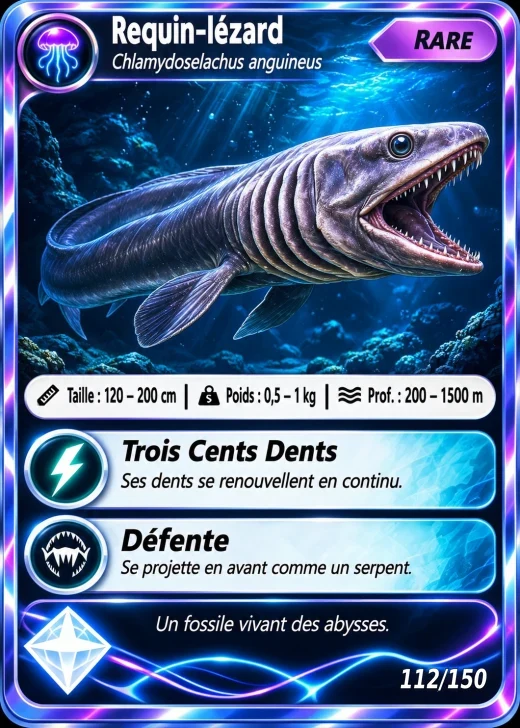 Requin-lézard
Chlamydoselachus anguineus
RARE
Taille : 120 – 200 cm | Poids : 0,5 – 1 kg | Prof. : 200 – 1500 m
Trois Cents Dents
Ses dents se renouvellent en continu.
Défente
Se projette en avant comme un serpent.
Un fossile vivant des abysses.
112/150